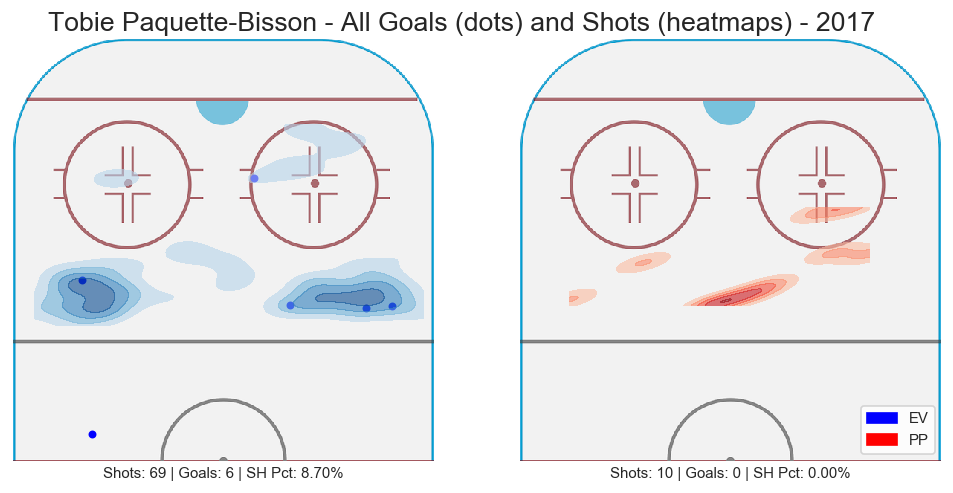 Tobie Paquette-Bisson - All Goals (dots) and Shots (heatmaps) - 2017
EV
PP
Shots: 69 | Goals: 6 | SH Pct: 8.70%
Shots: 10 | Goals: 0 | SH Pct: 0.00%